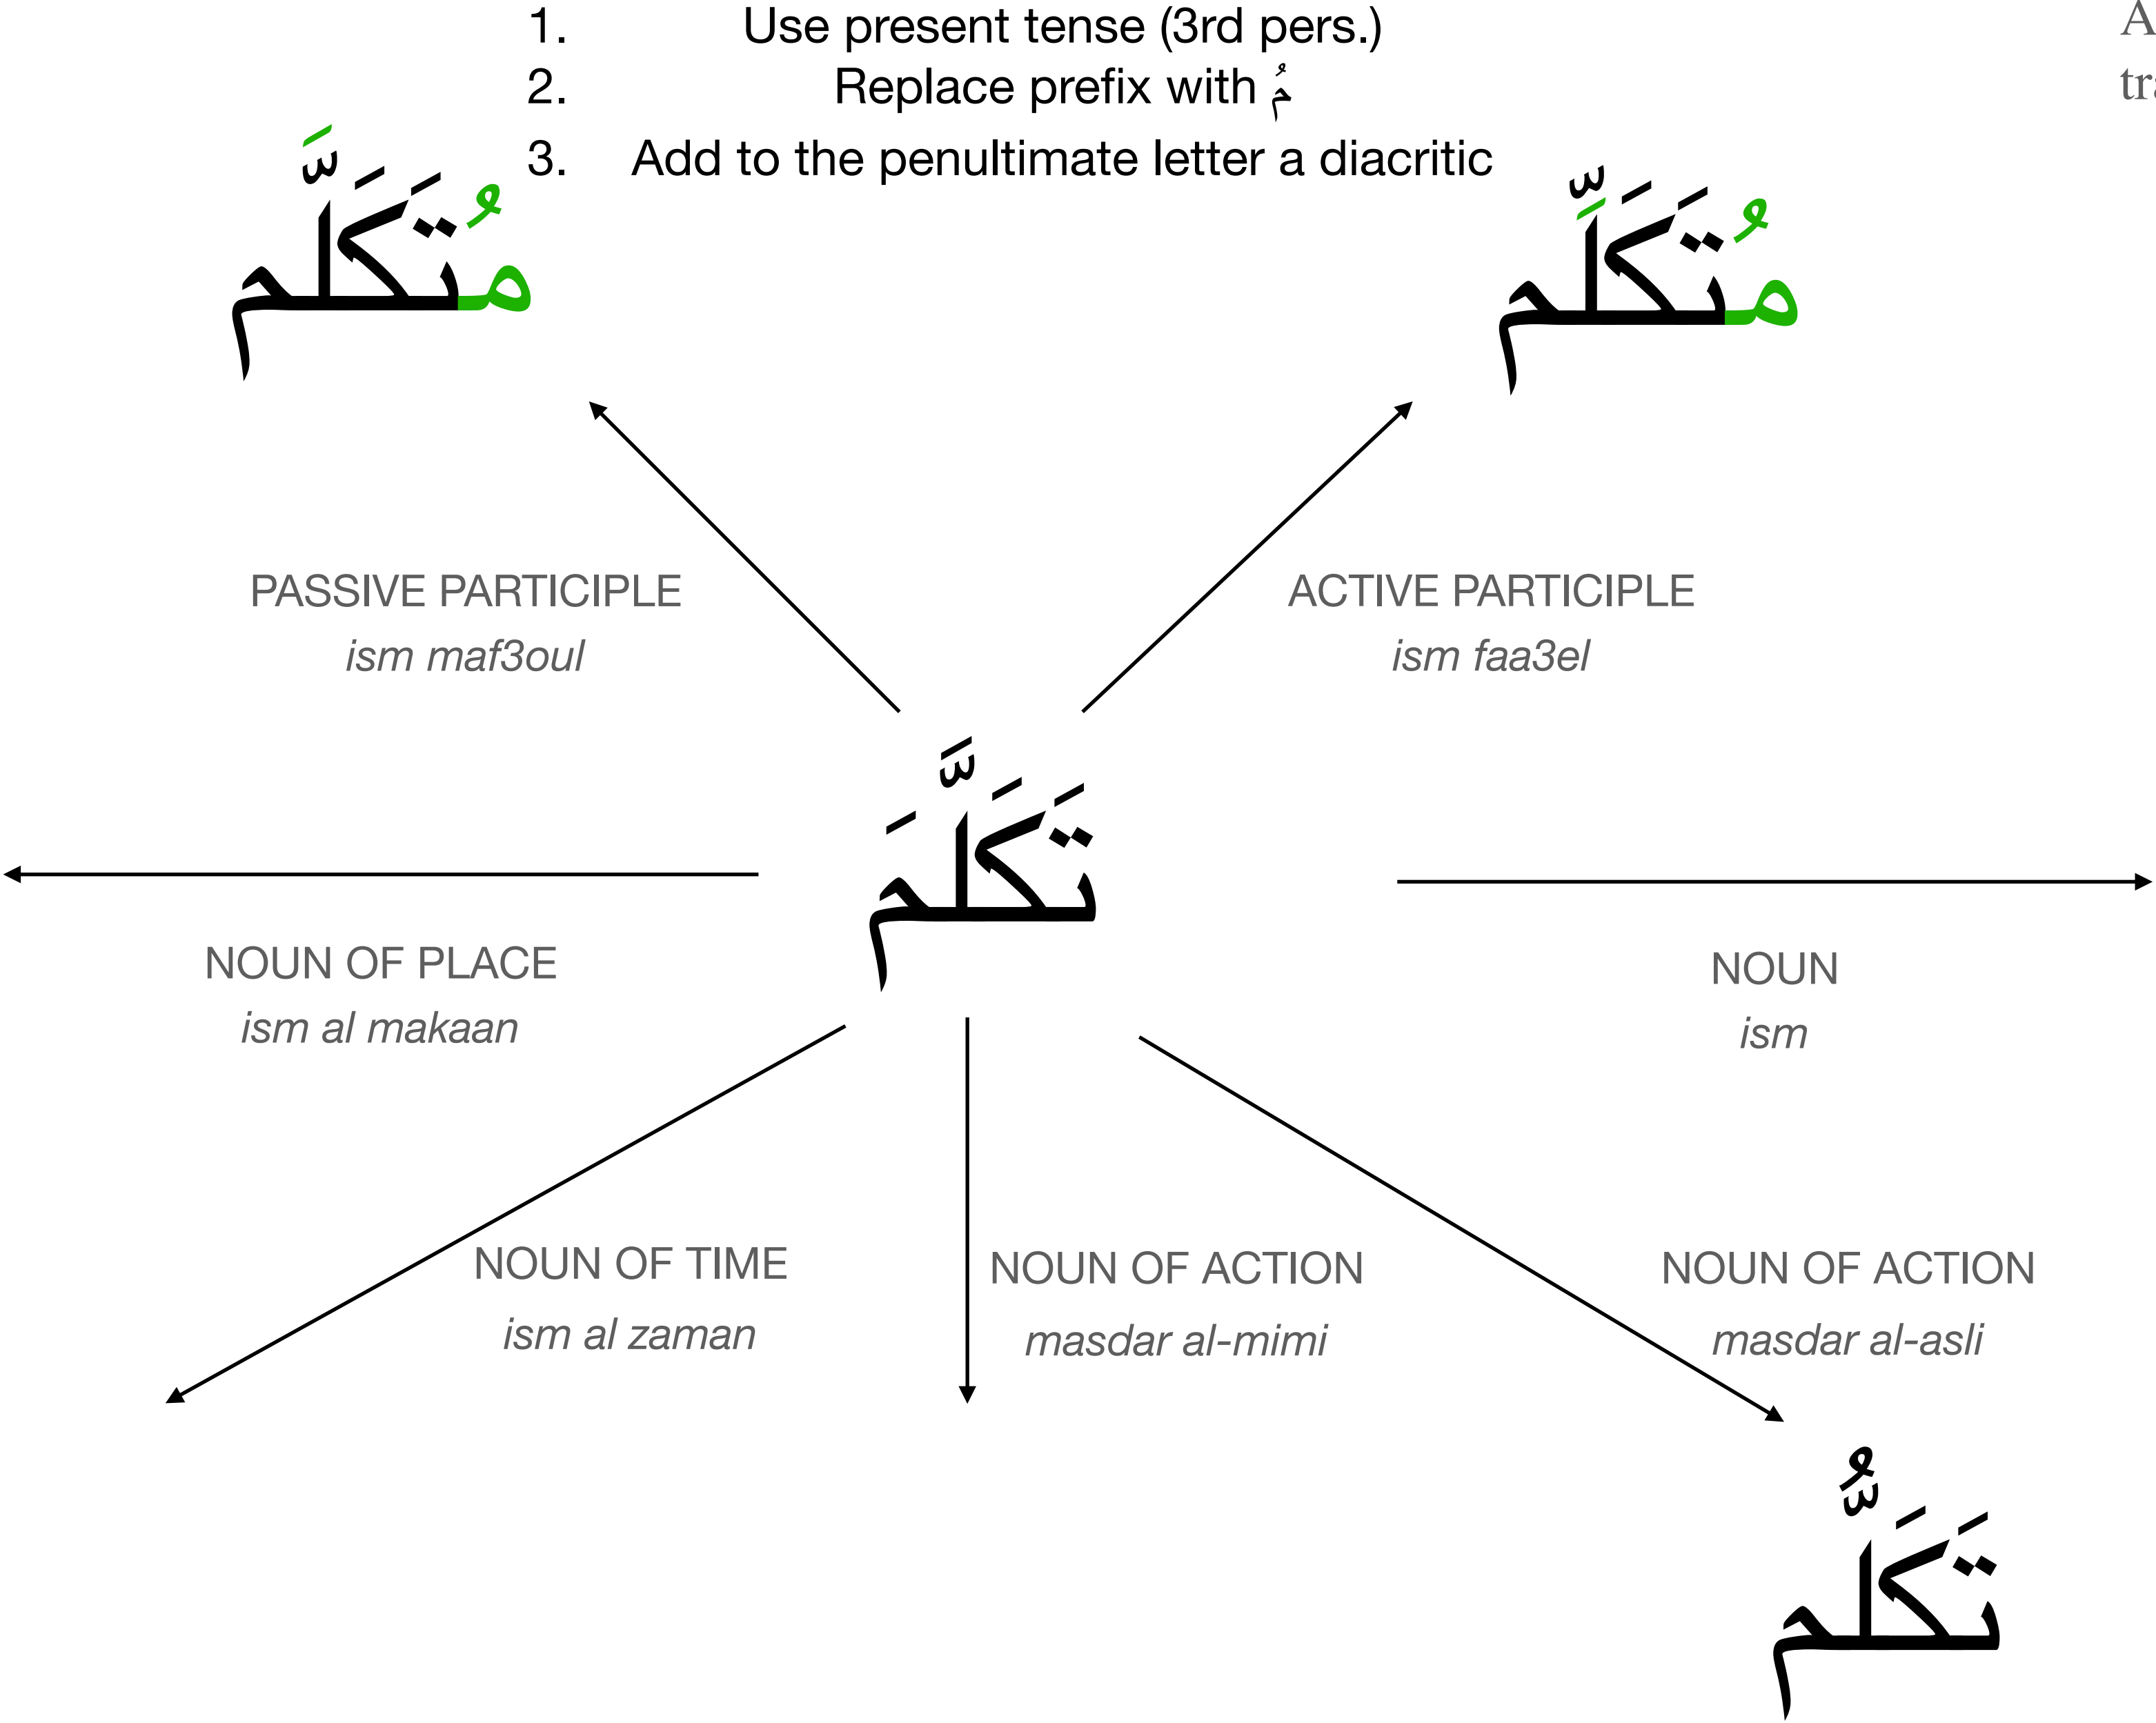 1. Use present tense (3rd pers.)
2. Replace prefix with مُـ
3. Add to the penultimate letter a diacritic
A
tr
مُتَكَلَّم
مُتَكَلِّم
PASSIVE PARTICIPLE
ism maf3oul
ACTIVE PARTICIPLE
ism faa3el
تَكَلَّمَ
NOUN OF PLACE
ism al makaan
NOUN
ism
NOUN OF TIME
ism al zamaan
NOUN OF ACTION
masdar al-mimi
NOUN OF ACTION
masdar al-asli
تَكَلُّم